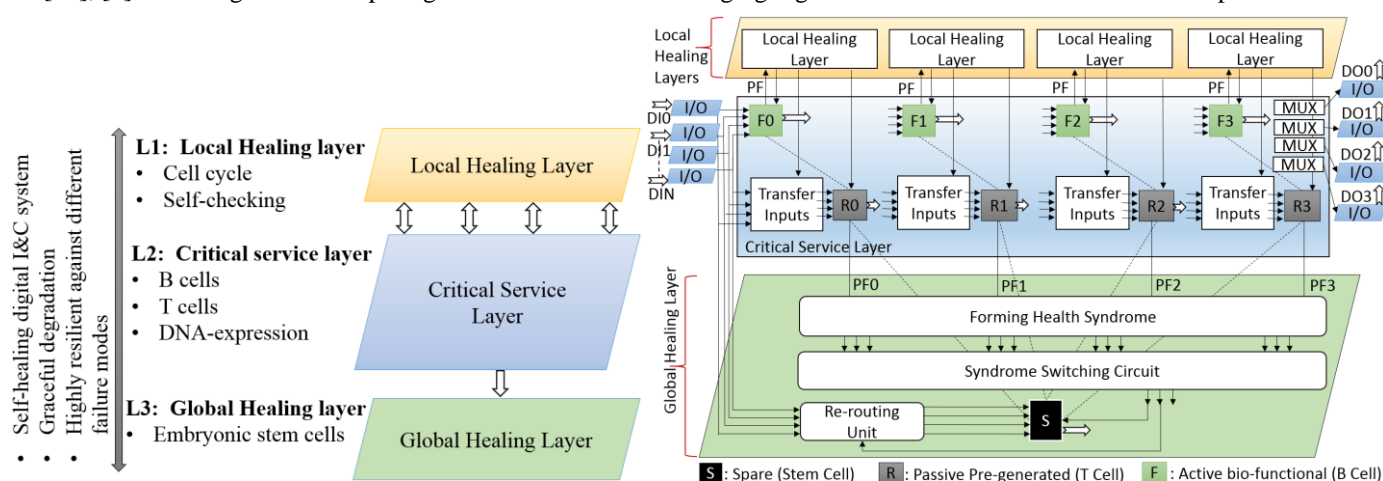 Self-healing digital I&C system
Graceful degradation
Highly resilient against different
failure modes
L1: Local Healing layer
• Cell cycle
• Self-checking
L2: Critical service layer
• B cells
• T cells
• DNA-expression
L3: Global Healing layer
• Embryonic stem cells
Local Healing Layer
Critical Service
Layer
Global Healing Layer
Local
Healing
Layers
Local Healing
Layer
Local Healing
Layer
Local Healing
Layer
Local Healing
Layer
PF
PF
PF
PF
I/O
DI0
I/O
DI1
I/O
I/O
DIN
F0
F1
F2
F3
MUX
MUX
MUX
MUX
DO0
I/O
DO1
I/O
DO2
I/O
DO3
I/O
Transfer
Inputs
R0
Transfer
Inputs
R1
Transfer
Inputs
R2
Transfer
Inputs
R3
Critical Service Layer
Global Healing Layer
PF0
PF1
PF2
PF3
Forming Health Syndrome
Syndrome Switching Circuit
Re-routing
Unit
S
S : Spare (Stem Cell)
R : Passive Pre-generated (T Cell)
F : Active bio-functional (B Cell)